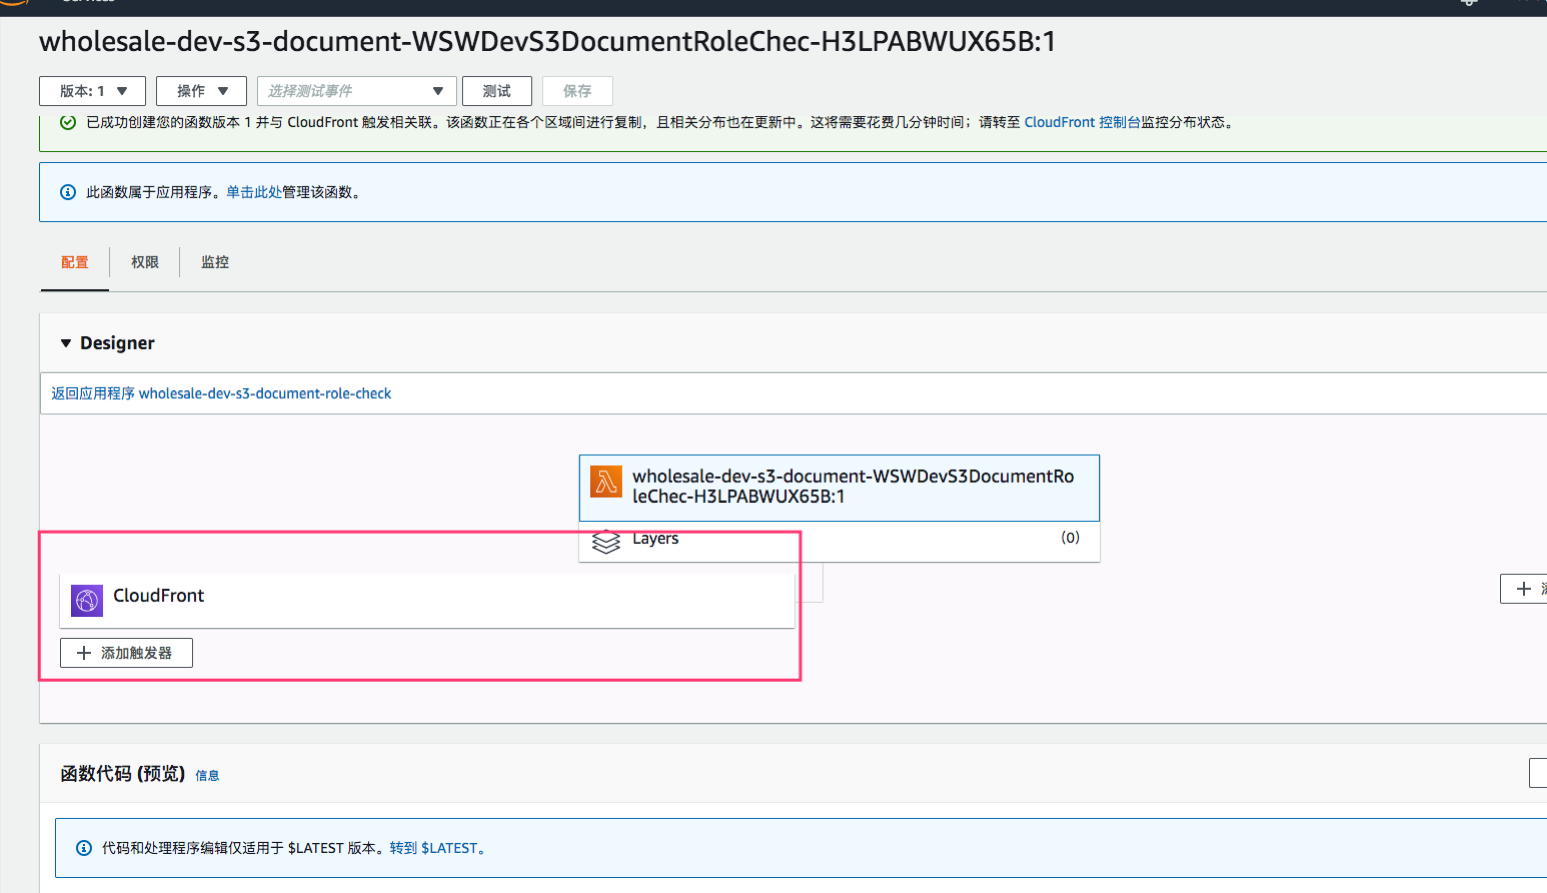 wholesale-dev-s3-document-WSWDevS3DocumentRoleChec-H3LPABWUX65B:1
版本: 1 操作 选择测试事件 测试 保存
已成功创建您的函数版本 1 并与 CloudFront 触发相关联。该函数正在各个区域间进行复制，且相关分布也在更新中。这将需要花费几分钟时间；请转至 CloudFront 控制台监控分布状态。
此函数属于应用程序。单击此处管理该函数。
配置 权限 监控
Designer
返回应用程序 wholesale-dev-s3-document-role-check
wholesale-dev-s3-document-WSWDevS3DocumentRo
leChec-H3LPABWUX65B:1
Layers (0)
CloudFront
添加触发器
函数代码 (预览) 信息
代码和处理程序编辑仅适用于 $LATEST 版本。转到 $LATEST。